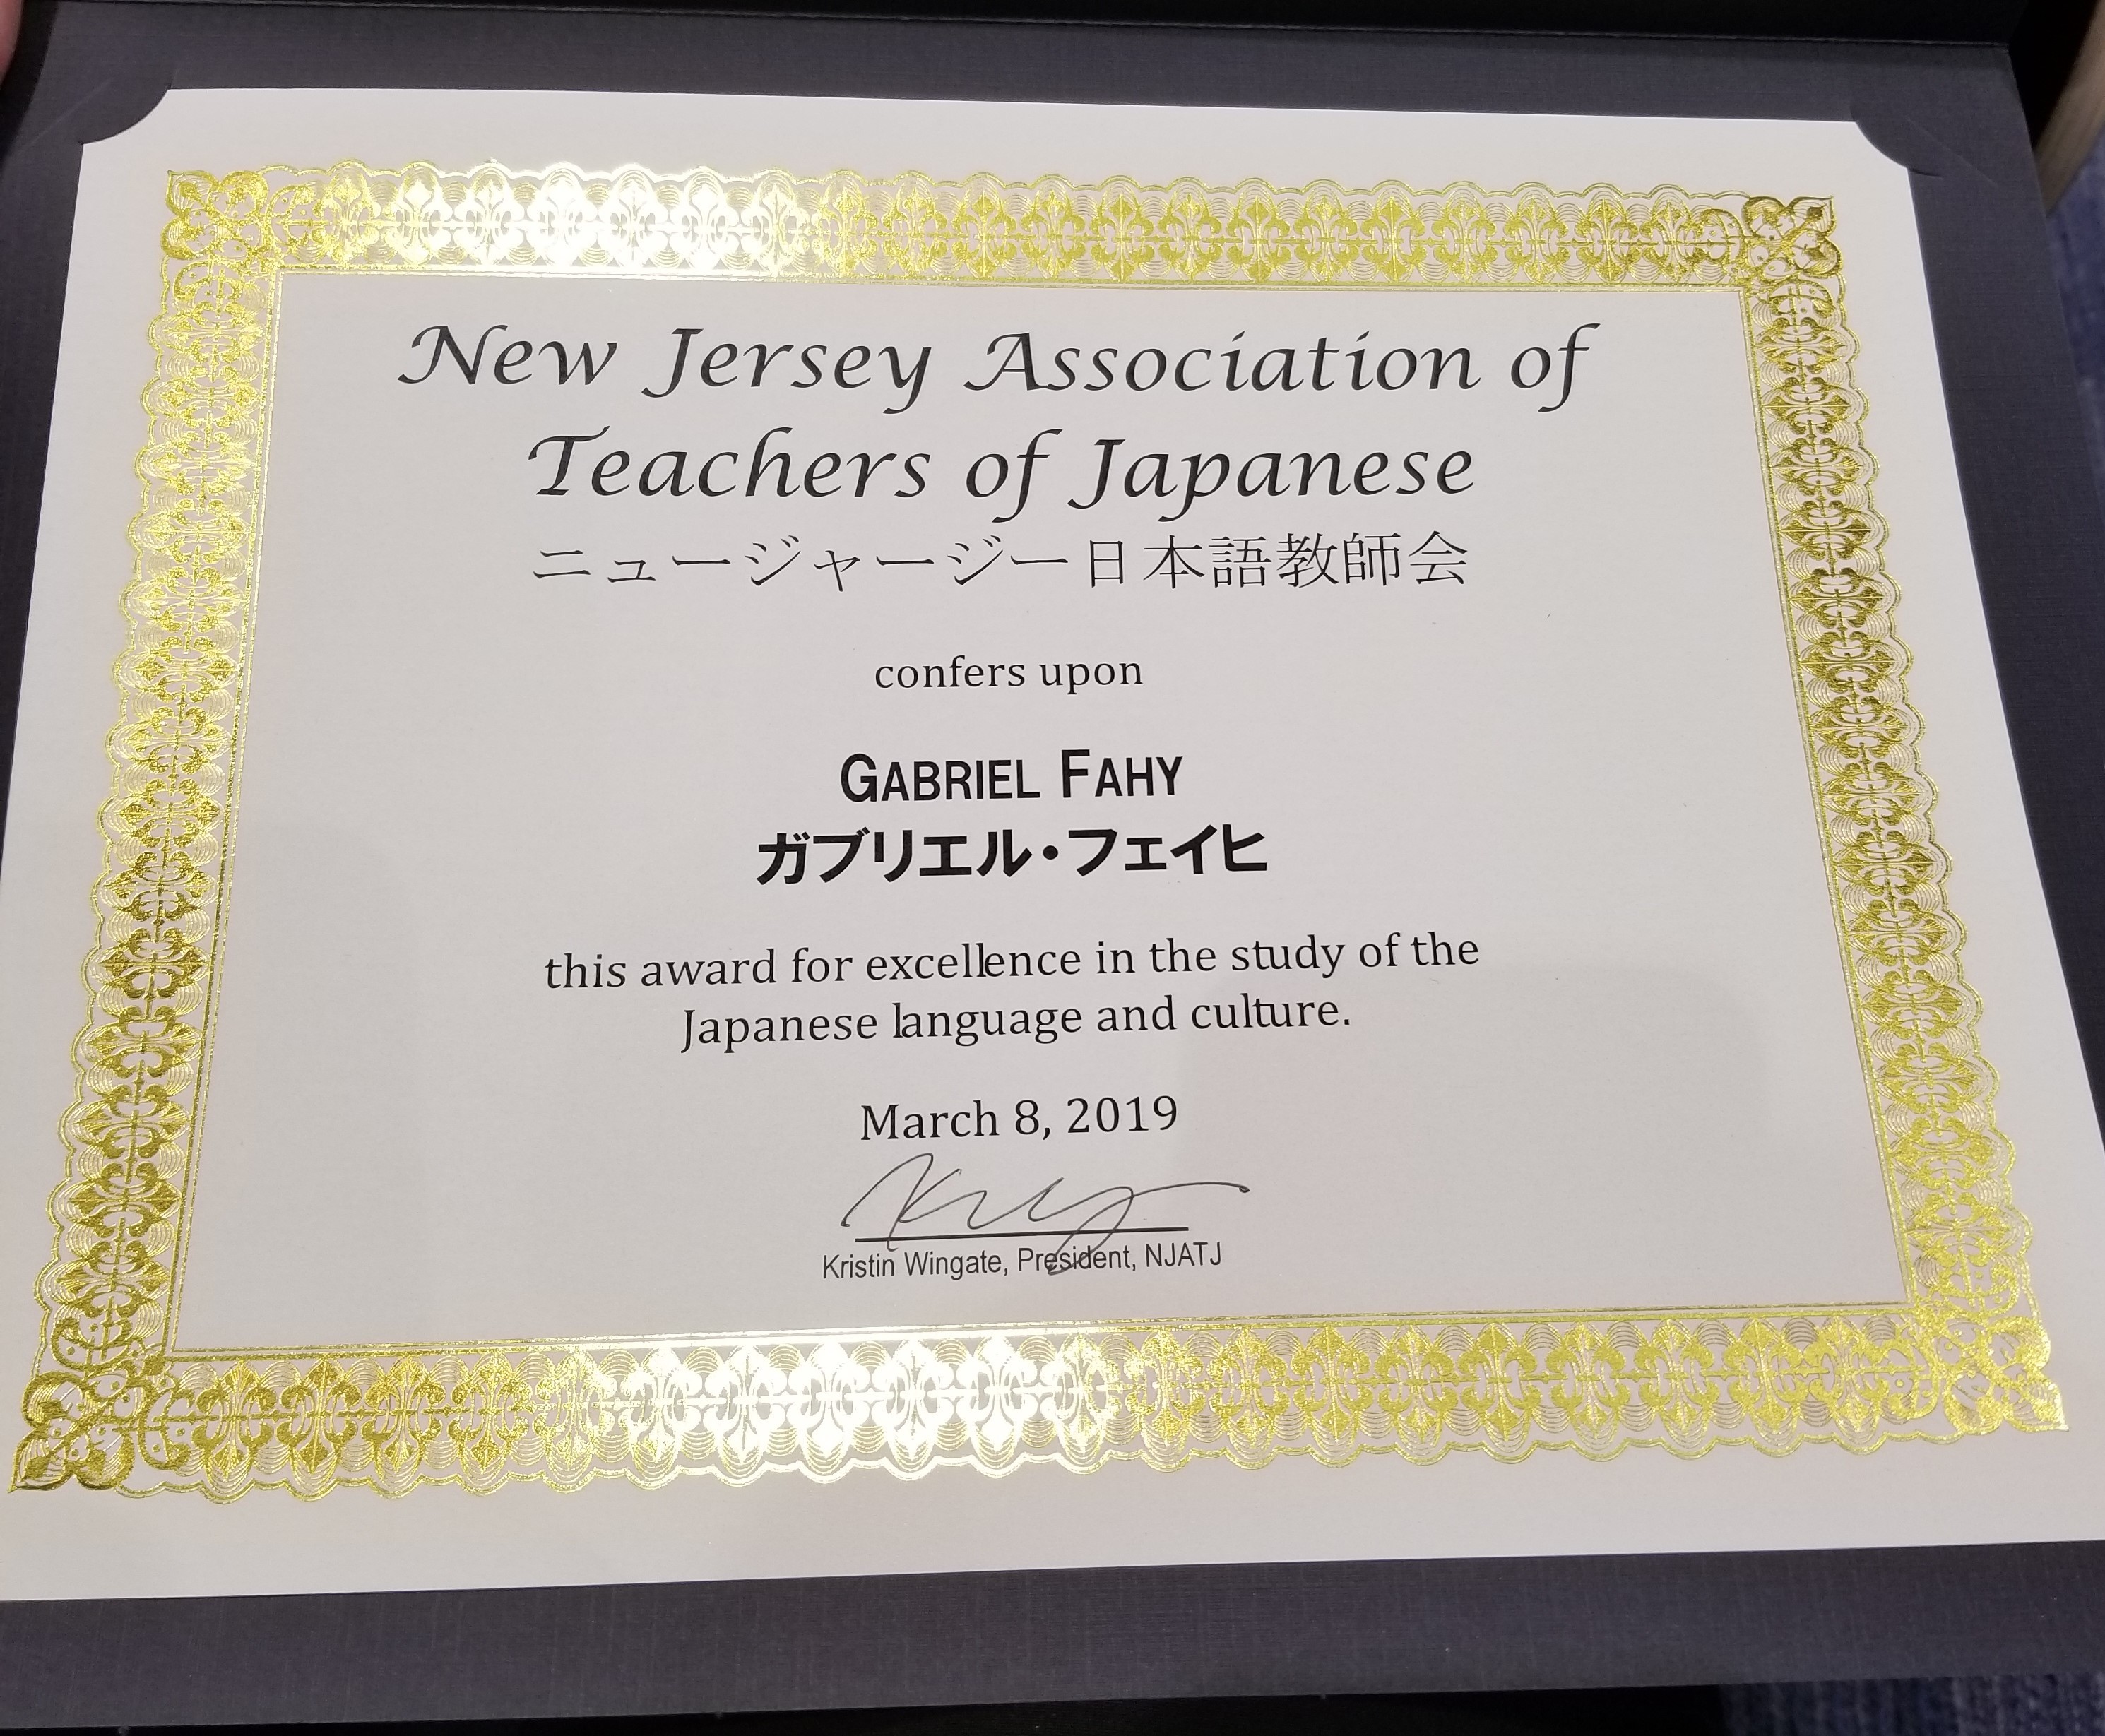 New Jersey Association of
Teachers of Japanese
ニュージャージー日本語教師会
confers upon
GABRIEL FAHY
ガブリエル・フェイヒ
this award for excellence in the study of the
Japanese language and culture.
March 8, 2019
Kristin Wingate, President, NJATJ